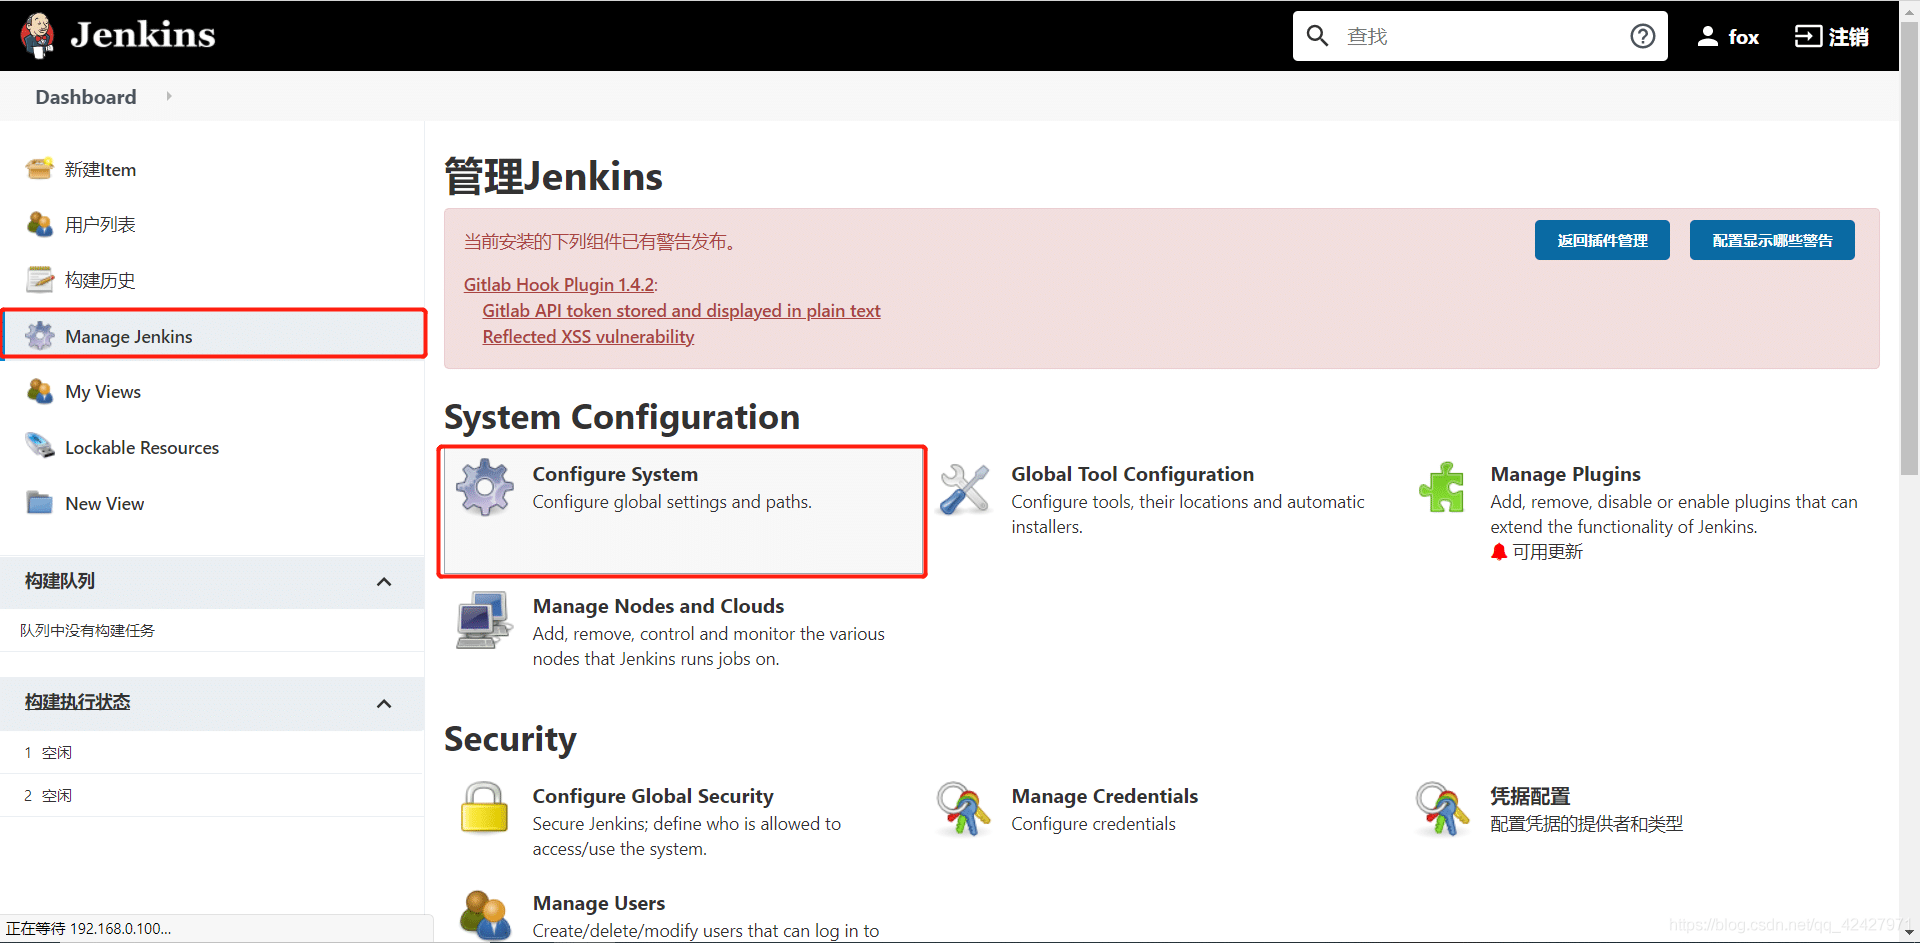 Jenkins
查找
fox
注销
Dashboard
新建Item
用户列表
构建历史
Manage Jenkins
My Views
Lockable Resources
New View
构建队列
队列中没有构建任务
构建执行状态
1 空闲
2 空闲
正在等待 192.168.0.100...
管理Jenkins
当前安装的下列组件已有警告发布。
返回插件管理
配置显示哪些警告
Gitlab Hook Plugin 1.4.2:
Gitlab API token stored and displayed in plain text
Reflected XSS vulnerability
System Configuration
Configure System
Configure global settings and paths.
Global Tool Configuration
Configure tools, their locations and automatic
installers.
Manage Plugins
Add, remove, disable or enable plugins that can
extend the functionality of Jenkins.
可用更新
Manage Nodes and Clouds
Add, remove, control and monitor the various
nodes that Jenkins runs jobs on.
Security
Configure Global Security
Secure Jenkins; define who is allowed to
access/use the system.
Manage Credentials
Configure credentials
凭据配置
配置凭据的提供者和类型
Manage Users
Create/delete/modify users that can log in to
https://blog.csdn.net/qq_42427971